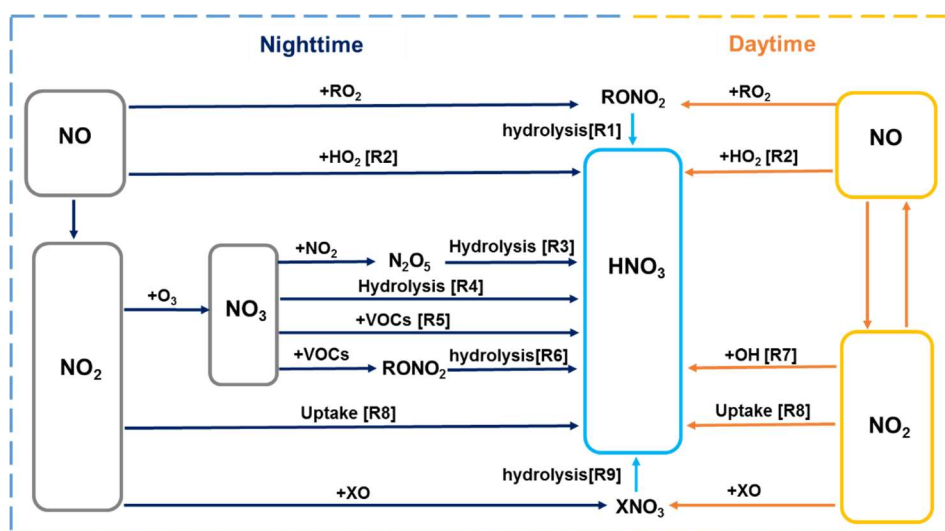 Nighttime
Daytime
+RO₂
RONO₂
+RO₂
NO
hydrolysis[R1]
NO
+HO₂ [R2]
+HO₂ [R2]
+NO₂
N₂O₅
Hydrolysis [R3]
HNO₃
+O₃
NO₃
Hydrolysis [R4]
+VOCs [R5]
NO₂
+VOCs
RONO₂
hydrolysis[R6]
+OH [R7]
Uptake [R8]
Uptake [R8]
NO₂
hydrolysis[R9]
+XO
XNO₃
+XO